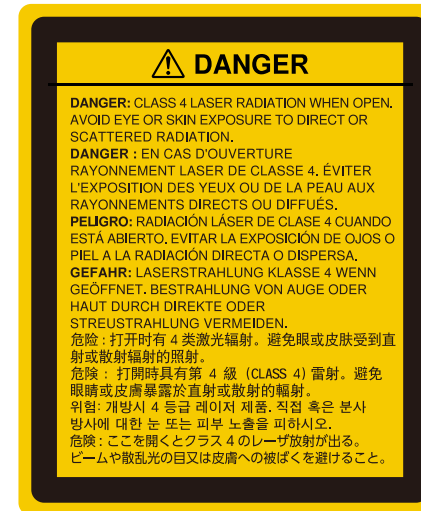 ⚠ DANGER
DANGER: CLASS 4 LASER RADIATION WHEN OPEN.
AVOID EYE OR SKIN EXPOSURE TO DIRECT OR
SCATTERED RADIATION.
DANGER : EN CAS D'OUVERTURE
RAYONNEMENT LASER DE CLASSE 4. ÉVITER
L'EXPOSITION DES YEUX OU DE LA PEAU AUX
RAYONNEMENTS DIRECTS OU DIFFUÉS.
PELIGRO: RADIACIÓN LÁSER DE CLASE 4 CUANDO
ESTÁ ABIERTO. EVITAR LA EXPOSICIÓN DE OJOS O
PIEL A LA RADIACIÓN DIRECTA O DISPERSA.
GEFAHR: LASERSTRAHLUNG KLASSE 4 WENN
GEÖFFNET. BESTRAHLUNG VON AUGE ODER
HAUT DURCH DIREKTE ODER
STREUSTRAHLUNG VERMEIDEN.
危险 : 打开时有 4 类激光辐射。避免眼或皮肤受到直
射或散射辐射的照射。
危険 : 打開時具有第 4 級 (CLASS 4) 雷射。避免
眼睛或皮膚暴露於直射或散射的輻射。
위험: 개방시 4 등급 레이저 제품. 직접 혹은 분사
방사에 대한 눈 또는 피부 노출을 피하시오.
危険 : ここを開くとクラス 4 のレーザ放射が出る。
ビームや散乱光の目又は皮膚への被ばくを避けること。